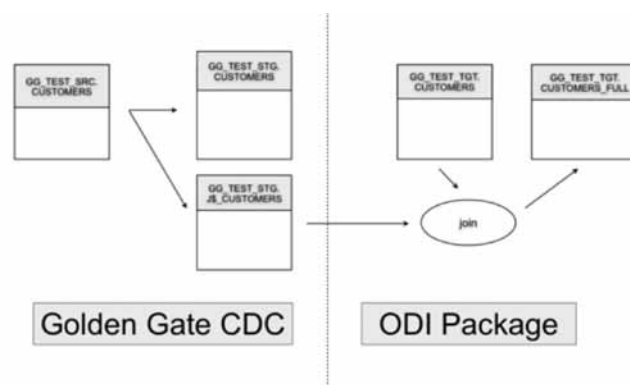 GG_TEST_SRC.
CUSTOMERS
GG_TEST_STG.
CUSTOMERS
GG_TEST_STG.
J$_CUSTOMERS
GG_TEST_TGT.
CUSTOMERS
GG_TEST_TGT.
CUSTOMERS_FULL
join
Golden Gate CDC
ODI Package